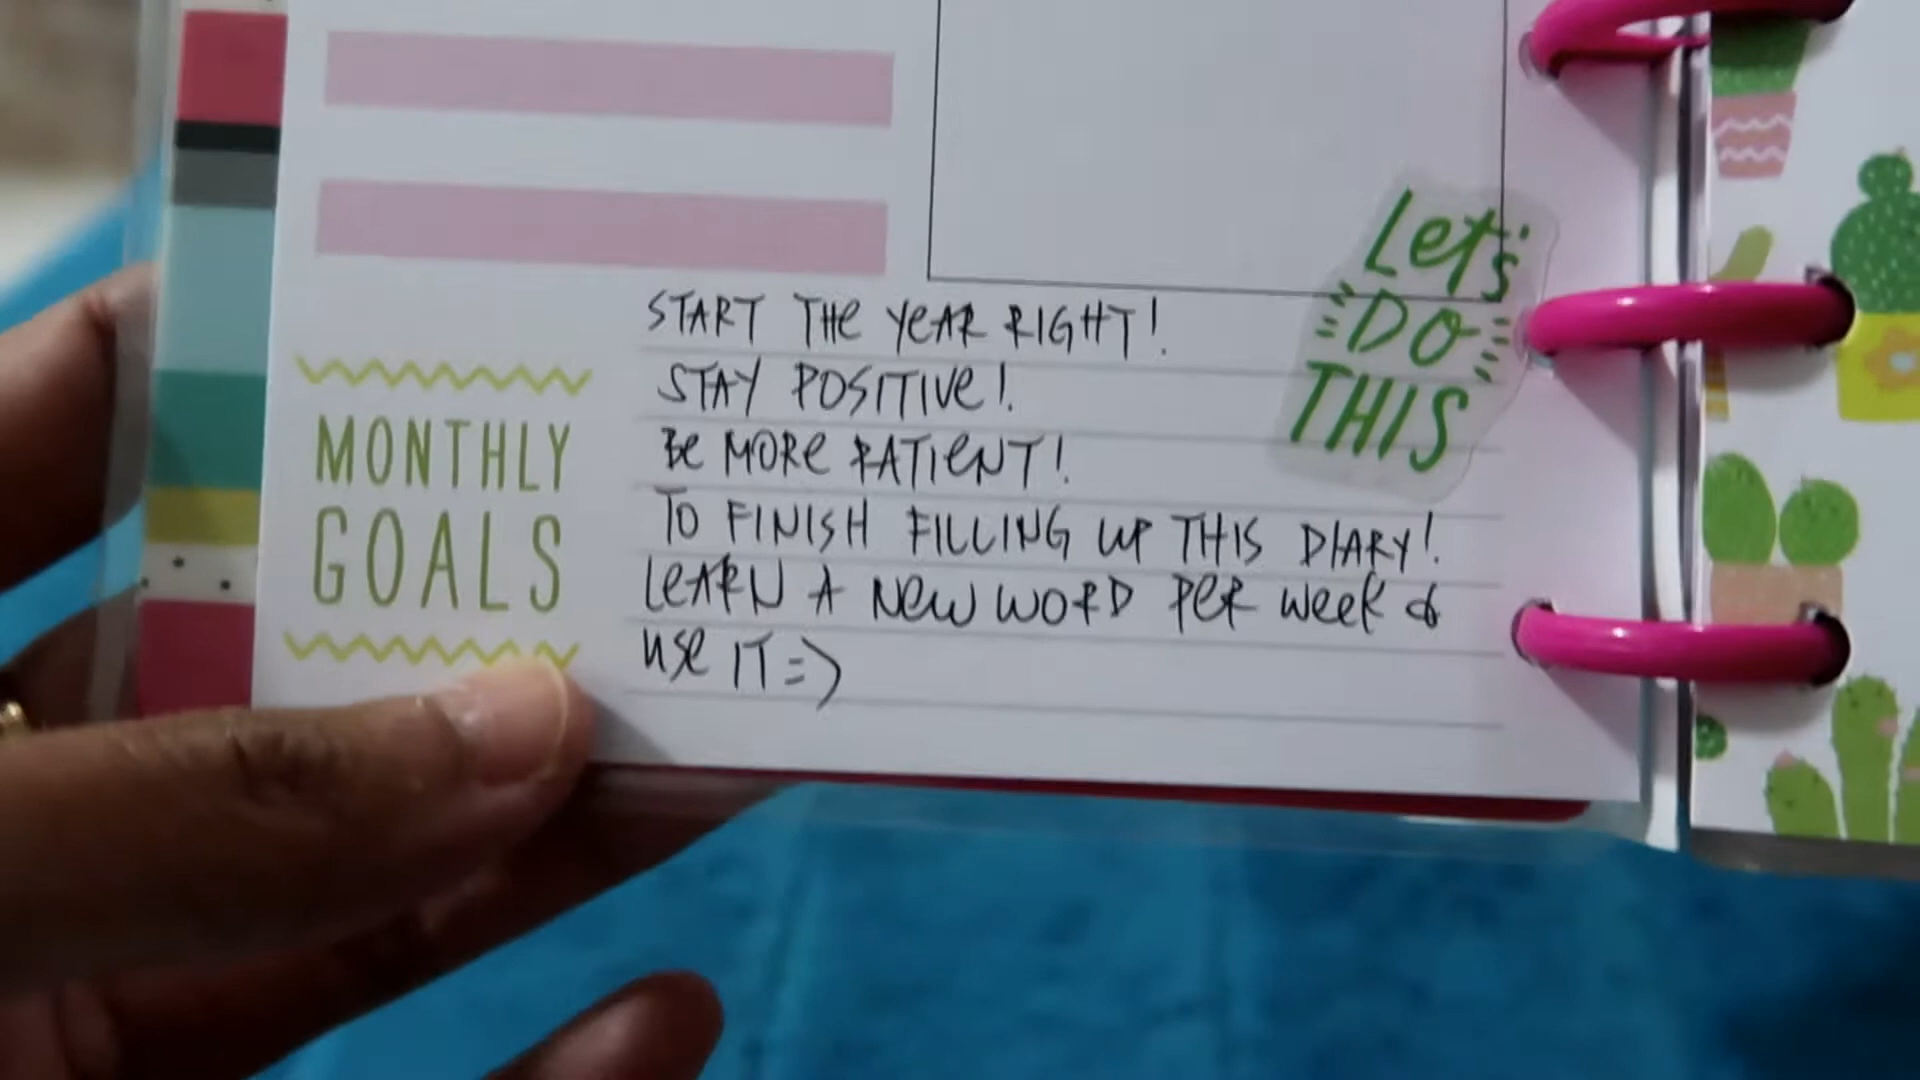 Let's
DO
THIS
MONTHLY
GOALS
START THE YEAR RIGHT!
STAY POSITIVE!
BE MORE PATIENT!
TO FINISH FILLING UP THIS DIARY!
LEARN A NEW WORD PER WEEK &
USE IT =)